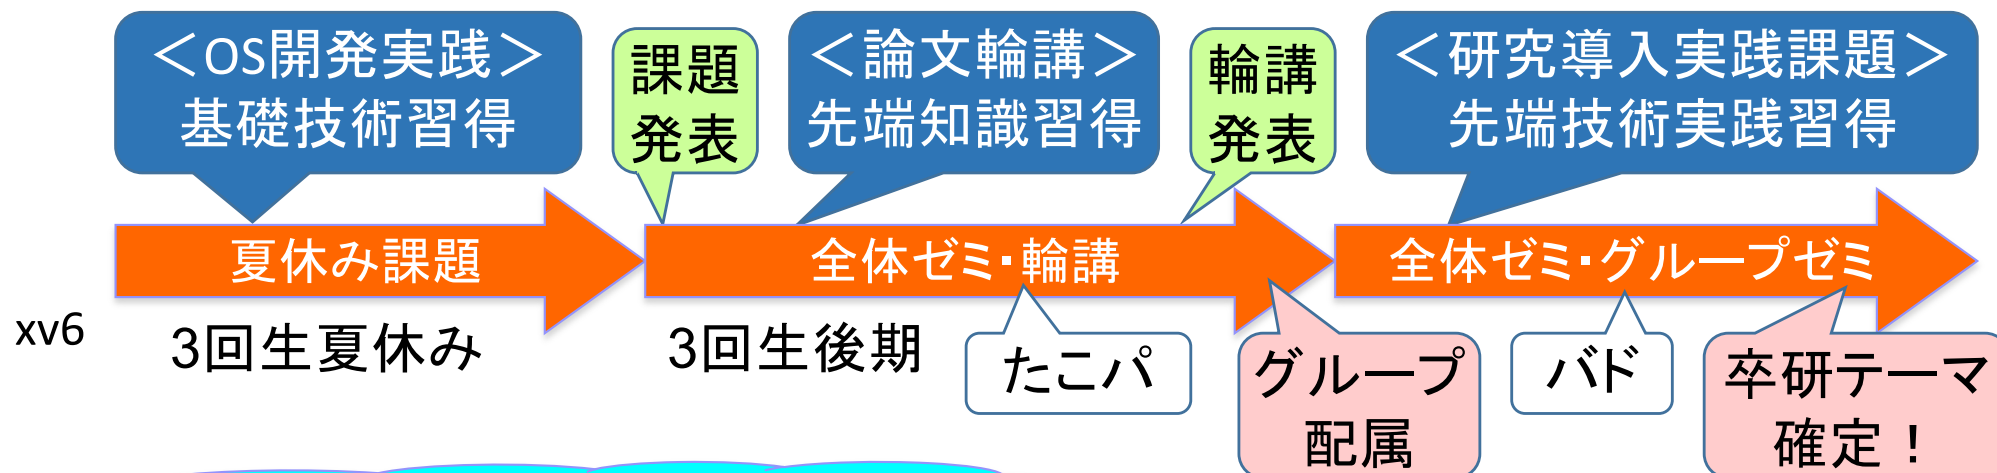 ＜OS開発実践＞
基礎技術習得
課題
発表
＜論文輪講＞
先端知識習得
輪講
発表
＜研究導入実践課題＞
先端技術実践習得
夏休み課題
全体ゼミ･輪講
全体ゼミ･グループゼミ
xv6
3回生夏休み
3回生後期
たこパ
グループ
配属
バド
卒研テーマ
確定！